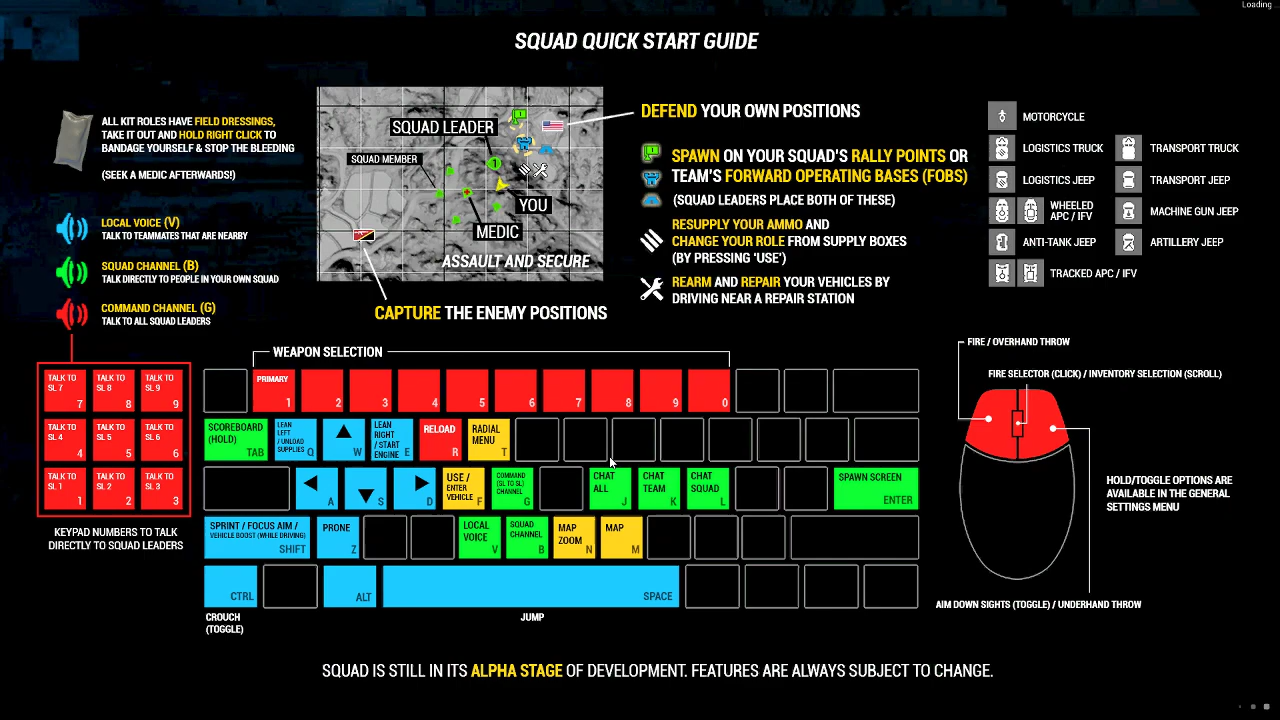 Loading
SQUAD QUICK START GUIDE
ALL KIT ROLES HAVE FIELD DRESSINGS,
TAKE IT OUT AND HOLD RIGHT CLICK TO
BANDAGE YOURSELF & STOP THE BLEEDING
(SEEK A MEDIC AFTERWARDS!)
LOCAL VOICE (V)
TALK TO TEAMMATES THAT ARE NEARBY
SQUAD CHANNEL (B)
TALK DIRECTLY TO PEOPLE IN YOUR OWN SQUAD
COMMAND CHANNEL (G)
TALK TO ALL SQUAD LEADERS
SQUAD LEADER
SQUAD MEMBER
1
1
YOU
MEDIC
ASSAULT AND SECURE
CAPTURE THE ENEMY POSITIONS
DEFEND YOUR OWN POSITIONS
1
SPAWN ON YOUR SQUAD'S RALLY POINTS OR
TEAM'S FORWARD OPERATING BASES (FOBS)
(SQUAD LEADERS PLACE BOTH OF THESE)
RESUPPLY YOUR AMMO AND
CHANGE YOUR ROLE FROM SUPPLY BOXES
(BY PRESSING 'USE')
REARM AND REPAIR YOUR VEHICLES BY
DRIVING NEAR A REPAIR STATION
MOTORCYCLE
LOGISTICS TRUCK
TRANSPORT TRUCK
LOGISTICS JEEP
TRANSPORT JEEP
WHEELED
APC / IFV
MACHINE GUN JEEP
ANTI-TANK JEEP
ARTILLERY JEEP
TRACKED APC / IFV
TALK TO
SL 7
7
TALK TO
SL 8
8
TALK TO
SL 9
9
TALK TO
SL 4
4
TALK TO
SL 5
5
TALK TO
SL 6
6
TALK TO
SL 1
1
TALK TO
SL 2
2
TALK TO
SL 3
3
KEYPAD NUMBERS TO TALK
DIRECTLY TO SQUAD LEADERS
WEAPON SELECTION
PRIMARY
1
2
3
4
5
6
7
8
9
0
SCOREBOARD
(HOLD)
TAB
LEAN
LEFT
/ UNLOAD
SUPPLIES
Q
W
LEAN
RIGHT
/ START
ENGINE
E
RELOAD
R
RADIAL
MENU
T
A
S
D
USE /
ENTER
VEHICLE
F
COMMAND
(SL TO SL)
CHANNEL
G
CHAT
ALL
J
CHAT
TEAM
K
CHAT
SQUAD
L
SPAWN SCREEN
ENTER
SPRINT / FOCUS AIM /
VEHICLE BOOST (WHILE DRIVING)
SHIFT
PRONE
Z
LOCAL
VOICE
V
SQUAD
CHANNEL
B
MAP
ZOOM
N
MAP
M
CTRL
ALT
SPACE
CROUCH
(TOGGLE)
JUMP
FIRE / OVERHAND THROW
FIRE SELECTOR (CLICK) / INVENTORY SELECTION (SCROLL)
HOLD/TOGGLE OPTIONS ARE
AVAILABLE IN THE GENERAL
SETTINGS MENU
AIM DOWN SIGHTS (TOGGLE) / UNDERHAND THROW
SQUAD IS STILL IN ITS ALPHA STAGE OF DEVELOPMENT. FEATURES ARE ALWAYS SUBJECT TO CHANGE.